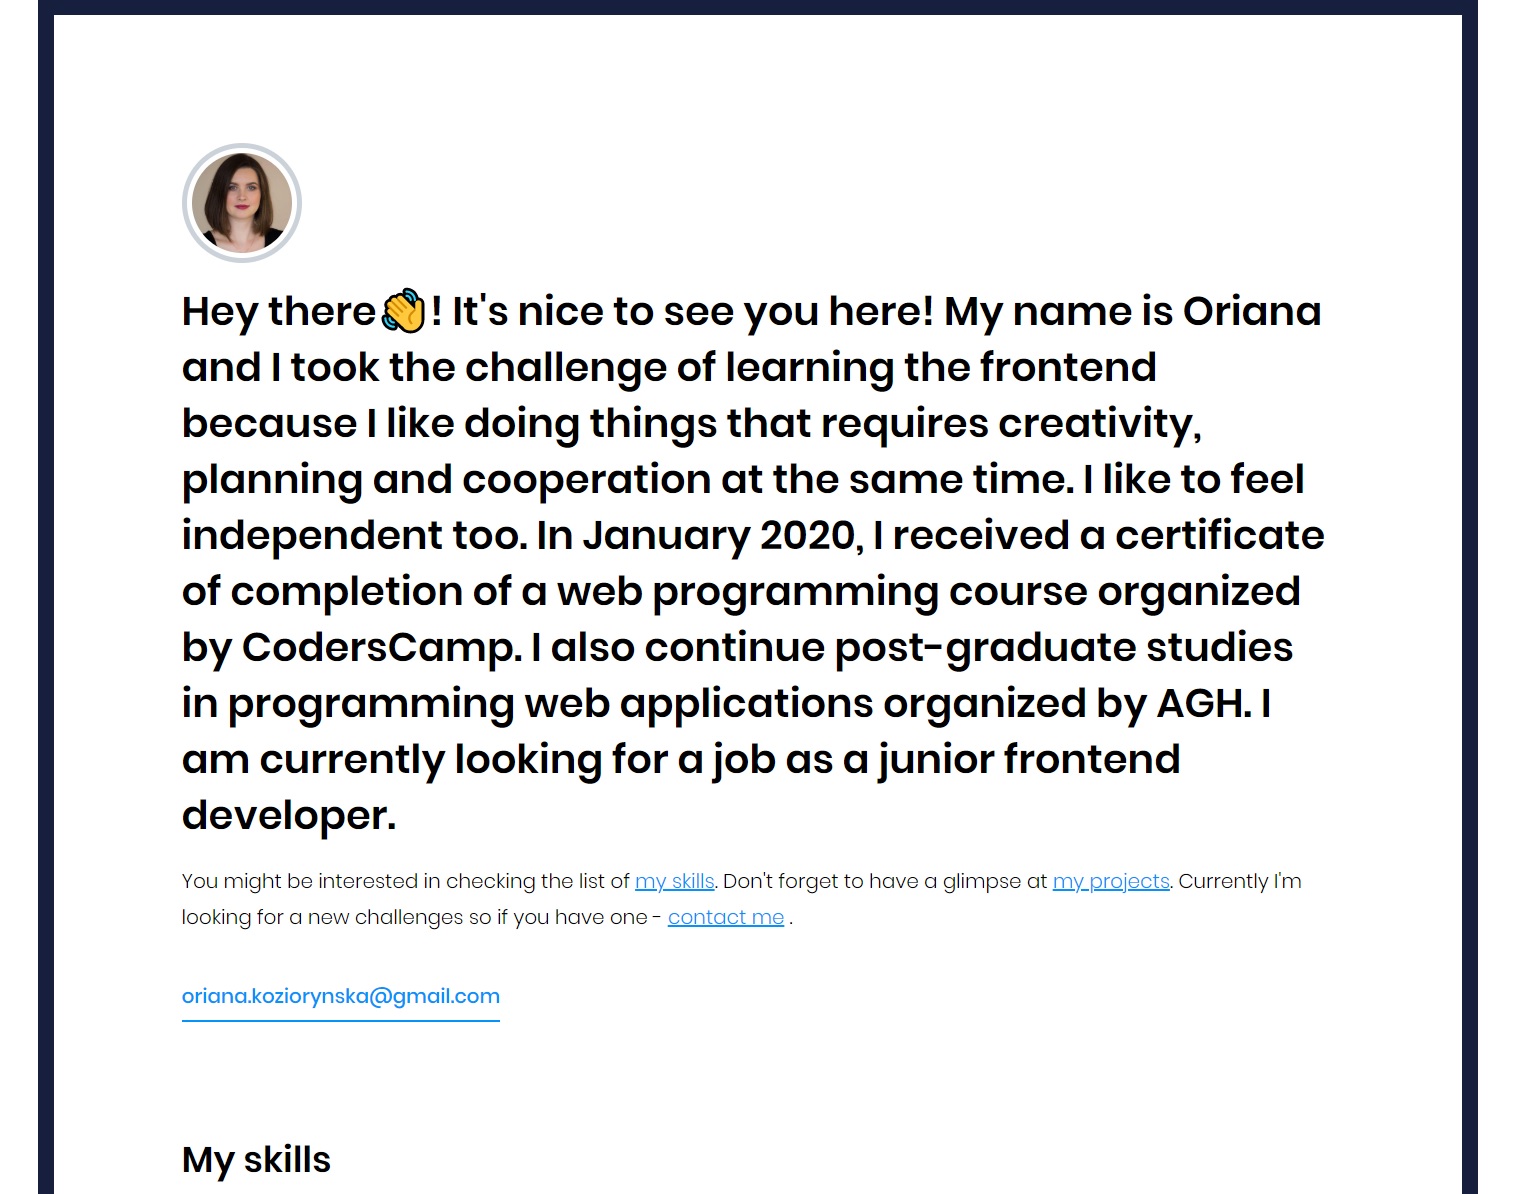 Hey there👋! It's nice to see you here! My name is Oriana
and I took the challenge of learning the frontend
because I like doing things that requires creativity,
planning and cooperation at the same time. I like to feel
independent too. In January 2020, I received a certificate
of completion of a web programming course organized
by CodersCamp. I also continue post-graduate studies
in programming web applications organized by AGH. I
am currently looking for a job as a junior frontend
developer.
You might be interested in checking the list of my skills. Don't forget to have a glimpse at my projects. Currently I'm
looking for a new challenges so if you have one - contact me .
oriana.koziorynska@gmail.com
My skills